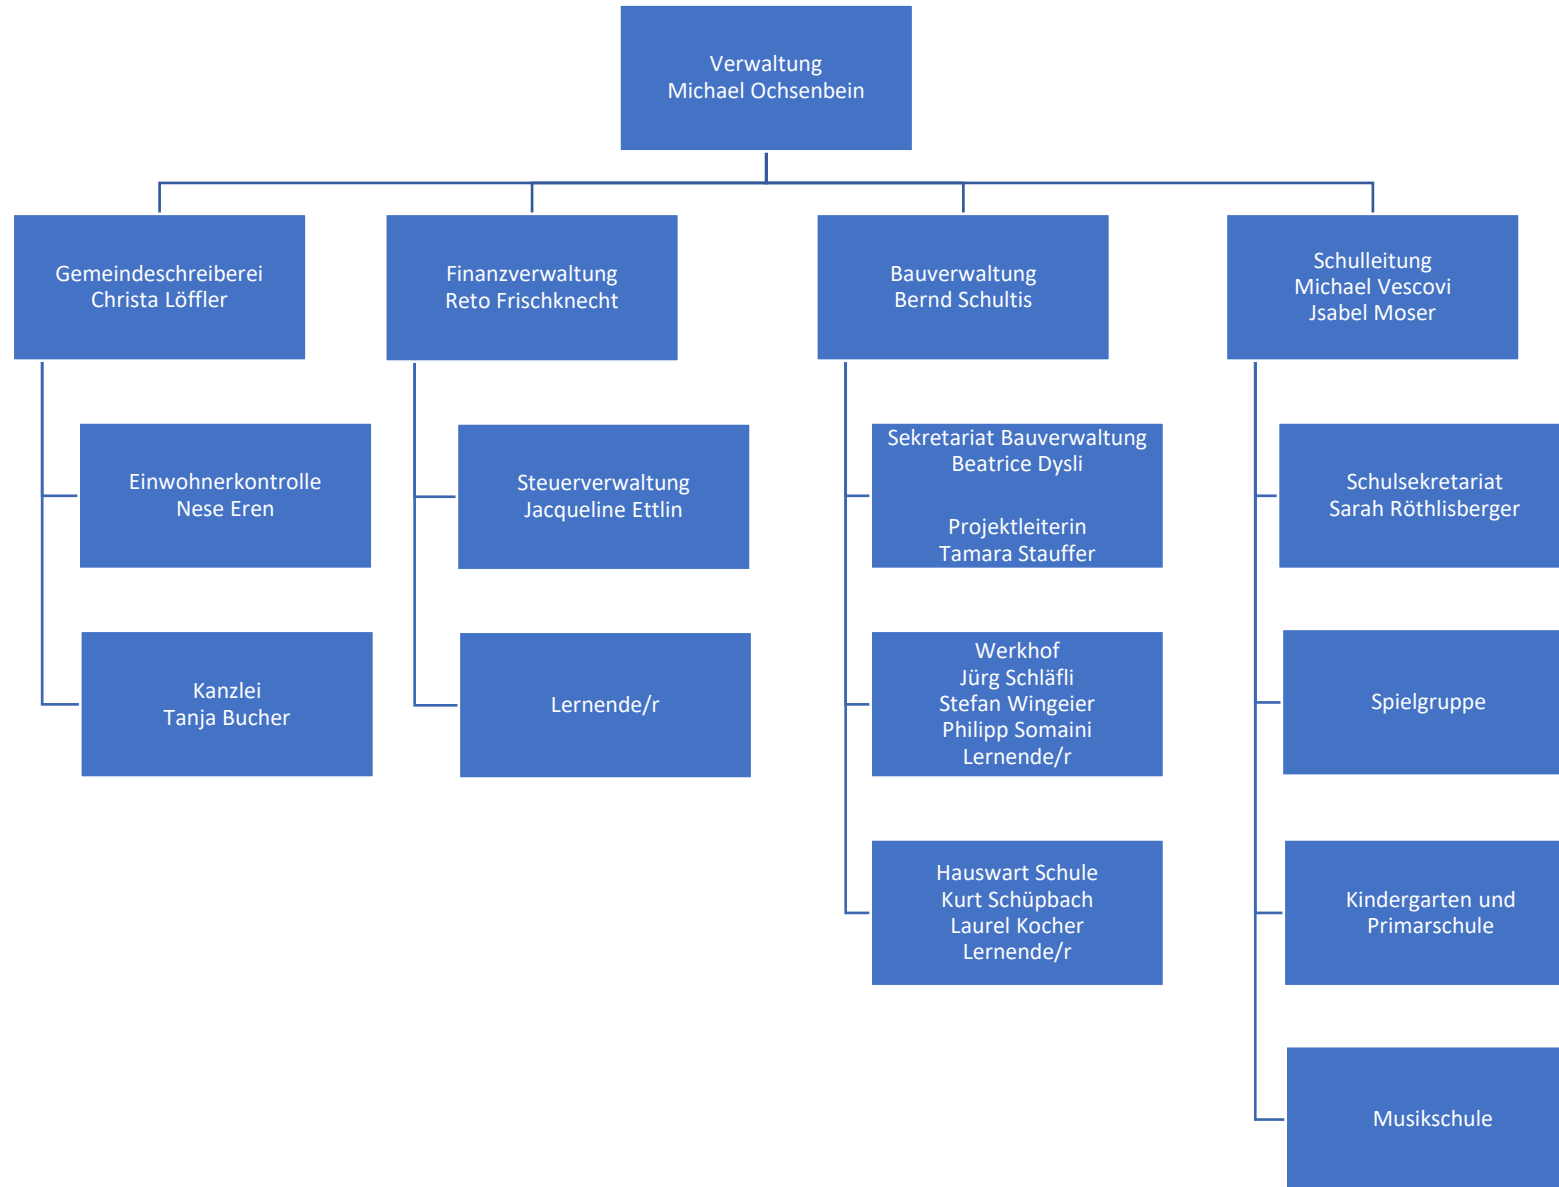 Verwaltung
Michael Ochsenbein
Gemeindeschreiberei
Christa Löffler
Finanzverwaltung
Reto Frischknecht
Bauverwaltung
Bernd Schultis
Schulleitung
Michael Vescovi
Jsabel Moser
Einwohnerkontrolle
Nese Eren
Steuerverwaltung
Jacqueline Ettlin
Sekretariat Bauverwaltung
Beatrice Dysli
Projektleiterin
Tamara Stauffer
Schulsekretariat
Sarah Röthlisberger
Kanzlei
Tanja Bucher
Lernende/r
Werkhof
Jürg Schläfli
Stefan Wingeier
Philipp Somaini
Lernende/r
Spielgruppe
Hauswart Schule
Kurt Schüpbach
Laurel Kocher
Lernende/r
Kindergarten und
Primarschule
Musikschule